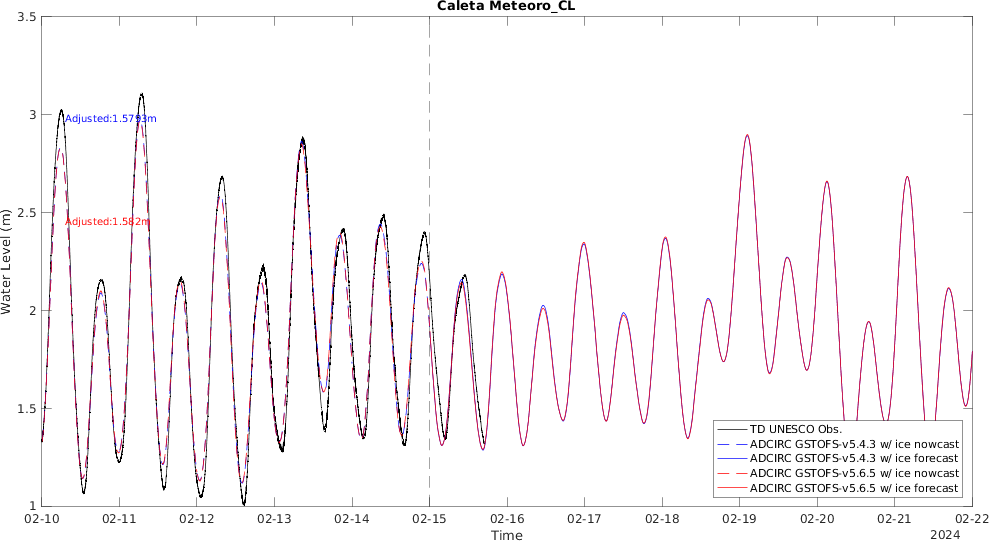 Caleta Meteoro_CL
3.5
3
2.5
2
1.5
1
Water Level (m)
Adjusted:1.5793m
Adjusted:1.582m
TD UNESCO Obs.
ADCIRC GSTOFS-v5.4.3 w/ ice nowcast
ADCIRC GSTOFS-v5.4.3 w/ ice forecast
ADCIRC GSTOFS-v5.6.5 w/ ice nowcast
ADCIRC GSTOFS-v5.6.5 w/ ice forecast
02-10 02-11 02-12 02-13 02-14 02-15 02-16 02-17 02-18 02-19 02-20 02-21 02-22
Time
2024